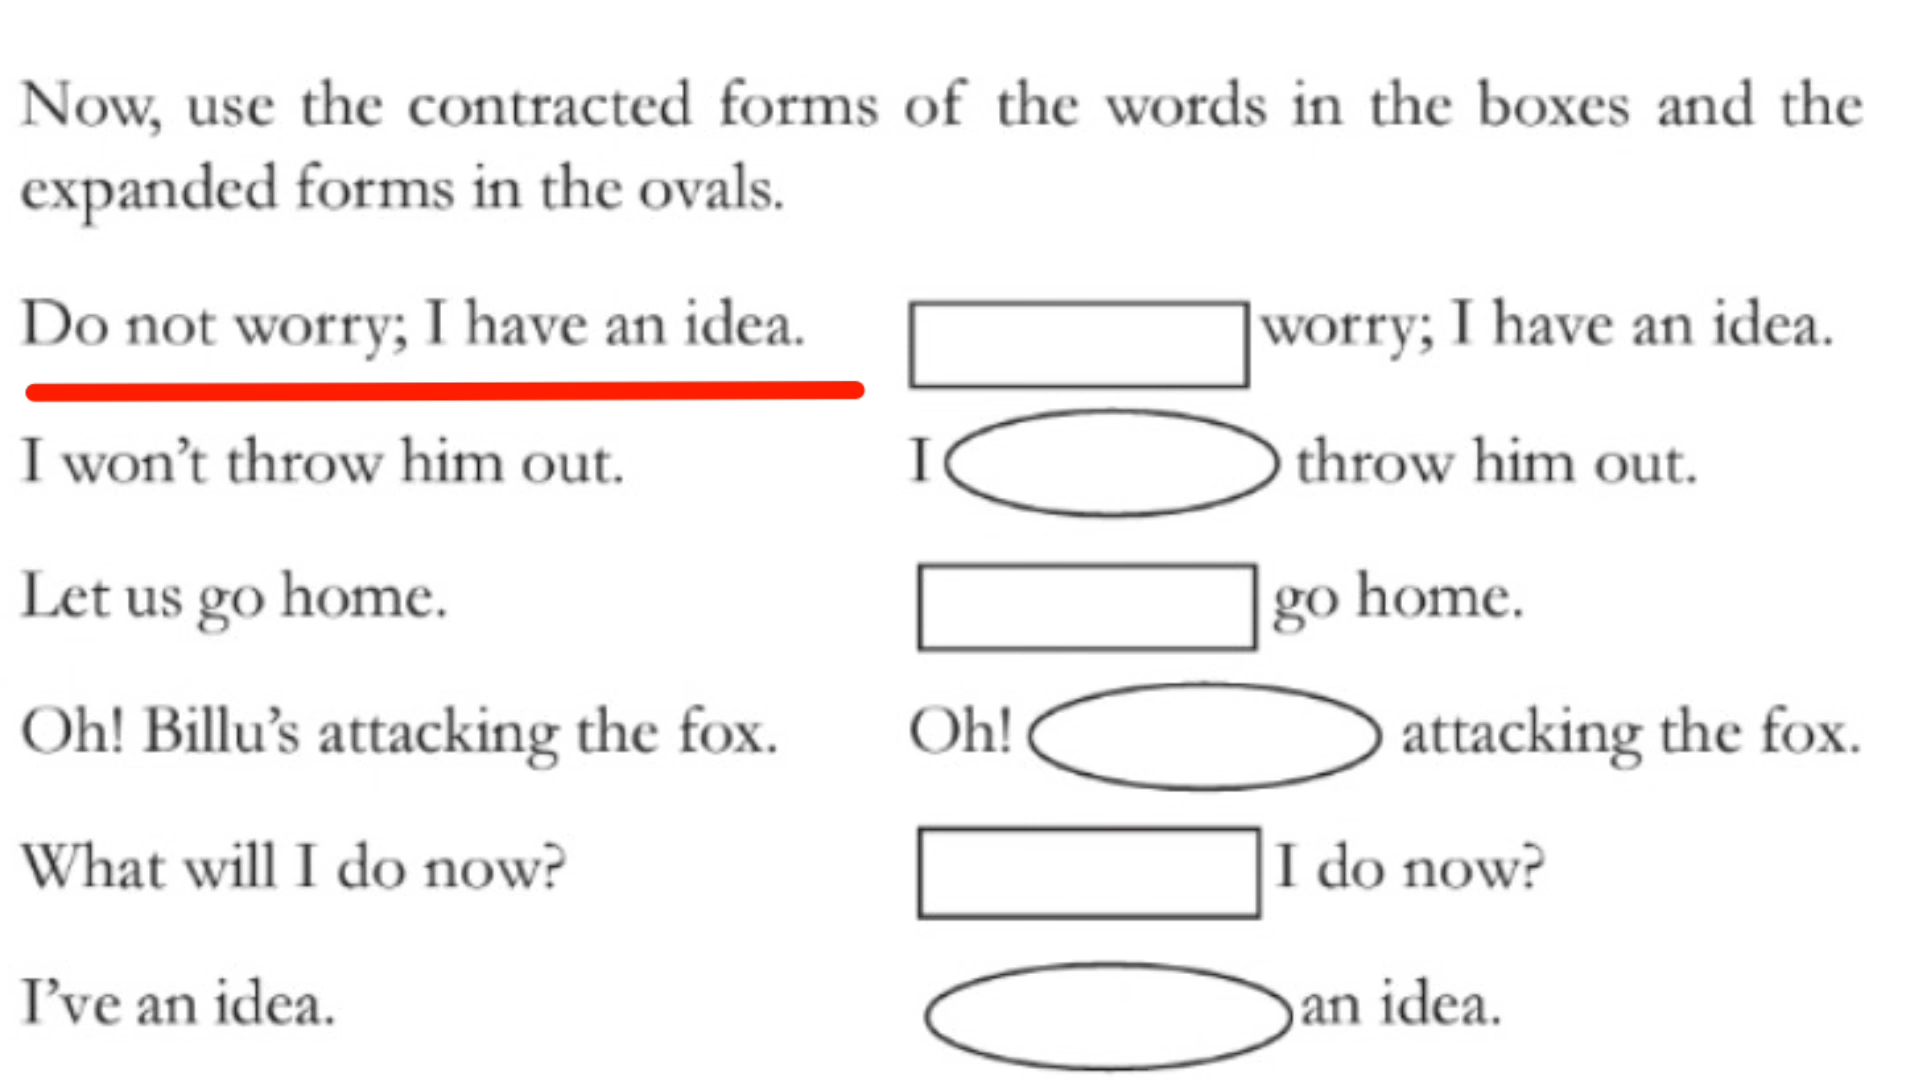 Now, use the contracted forms of the words in the boxes and the
expanded forms in the ovals.
Do not worry; I have an idea. worry; I have an idea.
I won’t throw him out. I throw him out.
Let us go home. go home.
Oh! Billu’s attacking the fox. Oh! attacking the fox.
What will I do now? I do now?
I’ve an idea. an idea.